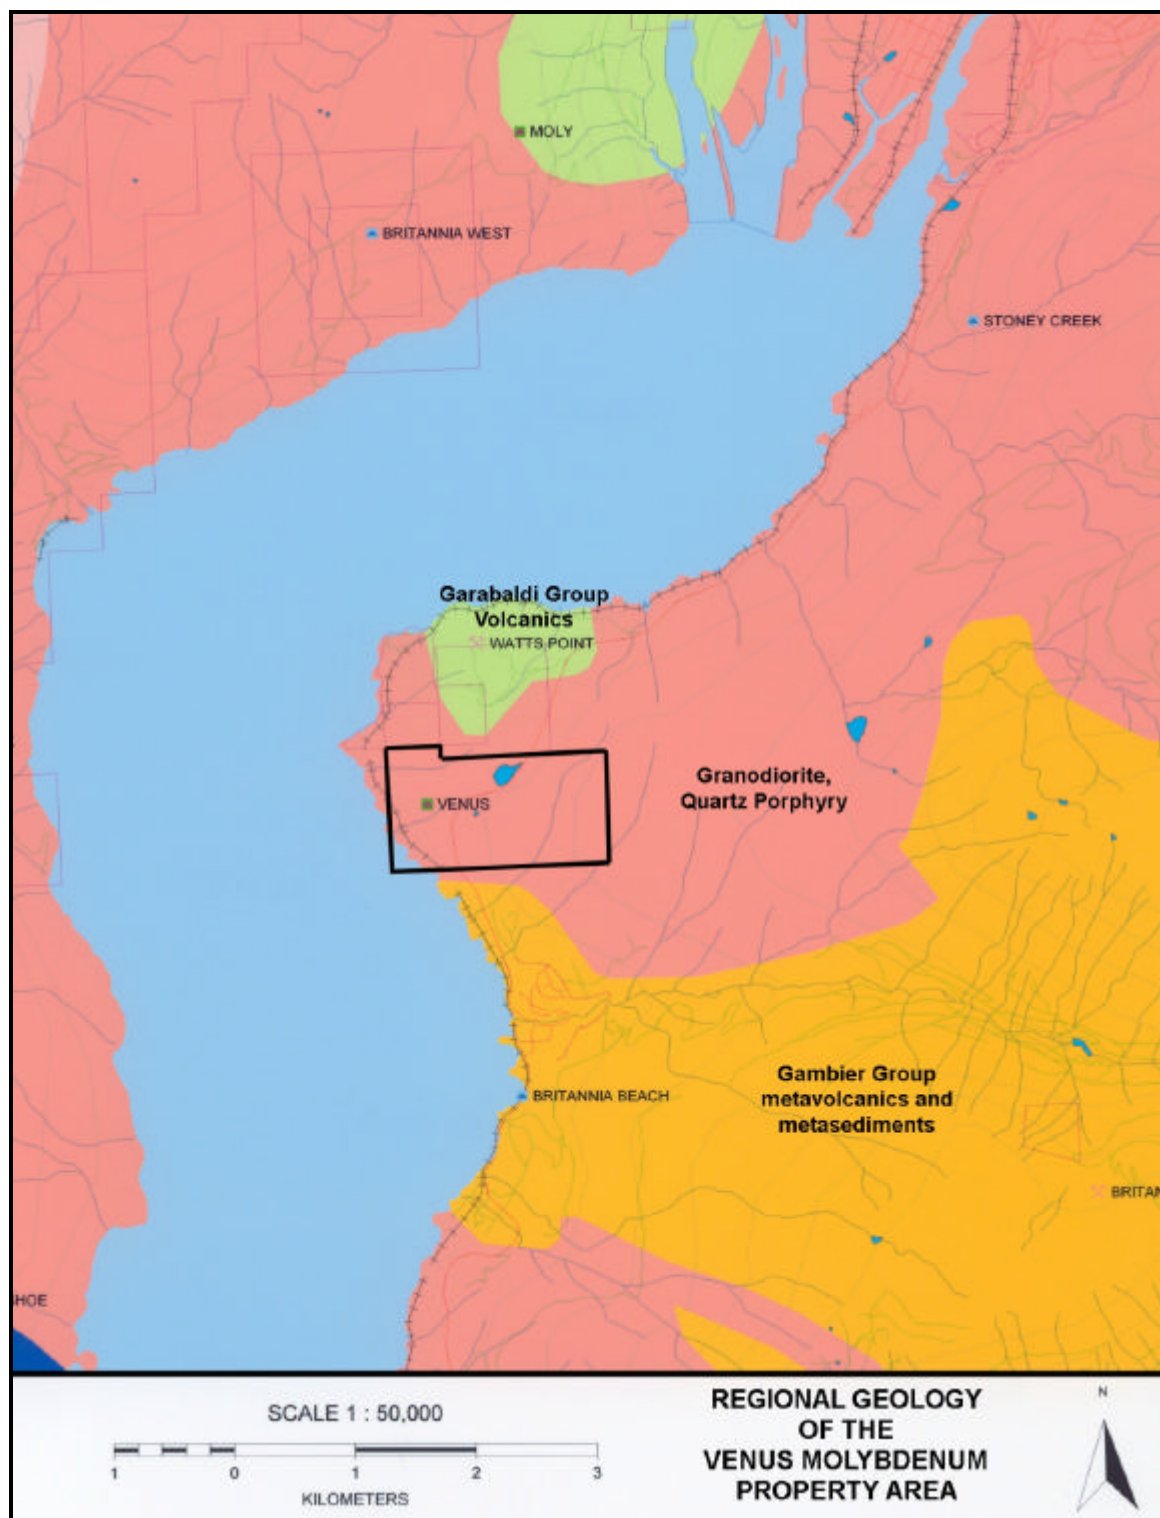 MOLY
BRITANNIA WEST
STONEY CREEK
Garabaldi Group
Volcanics
WATTS POINT
Granodiorite,
Quartz Porphyry
VENUS
Gambier Group
metavolcanics and
metasediments
BRITANNIA BEACH
BRITAN
HOE
SCALE 1 : 50,000
1 0 1 2 3
KILOMETERS
REGIONAL GEOLOGY
OF THE
VENUS MOLYBDENUM
PROPERTY AREA
N